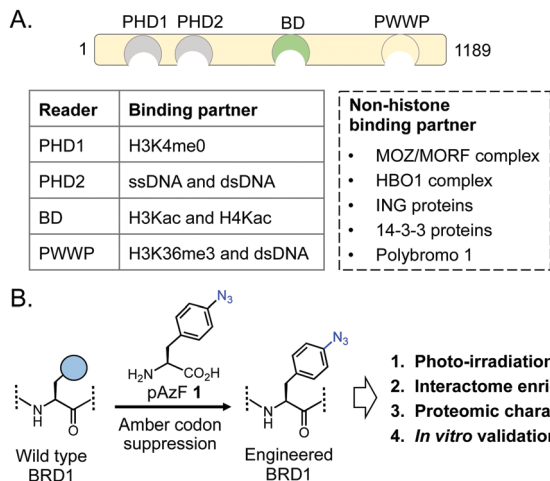 A.
PHD1 PHD2 BD PWWP
1 1189
Reader Binding partner
PHD1 H3K4me0
PHD2 ssDNA and dsDNA
BD H3Kac and H4Kac
PWWP H3K36me3 and dsDNA
Non-histone
binding partner
• MOZ/MORF complex
• HBO1 complex
• ING proteins
• 14-3-3 proteins
• Polybromo 1
B.
N3
H2N CO2H
pAzF 1
Amber codon
suppression
N
H
O
Wild type
BRD1
N3
N
H
O
Engineered
BRD1
1. Photo-irradiation
2. Interactome
3. Proteomic
4. In vitro validation